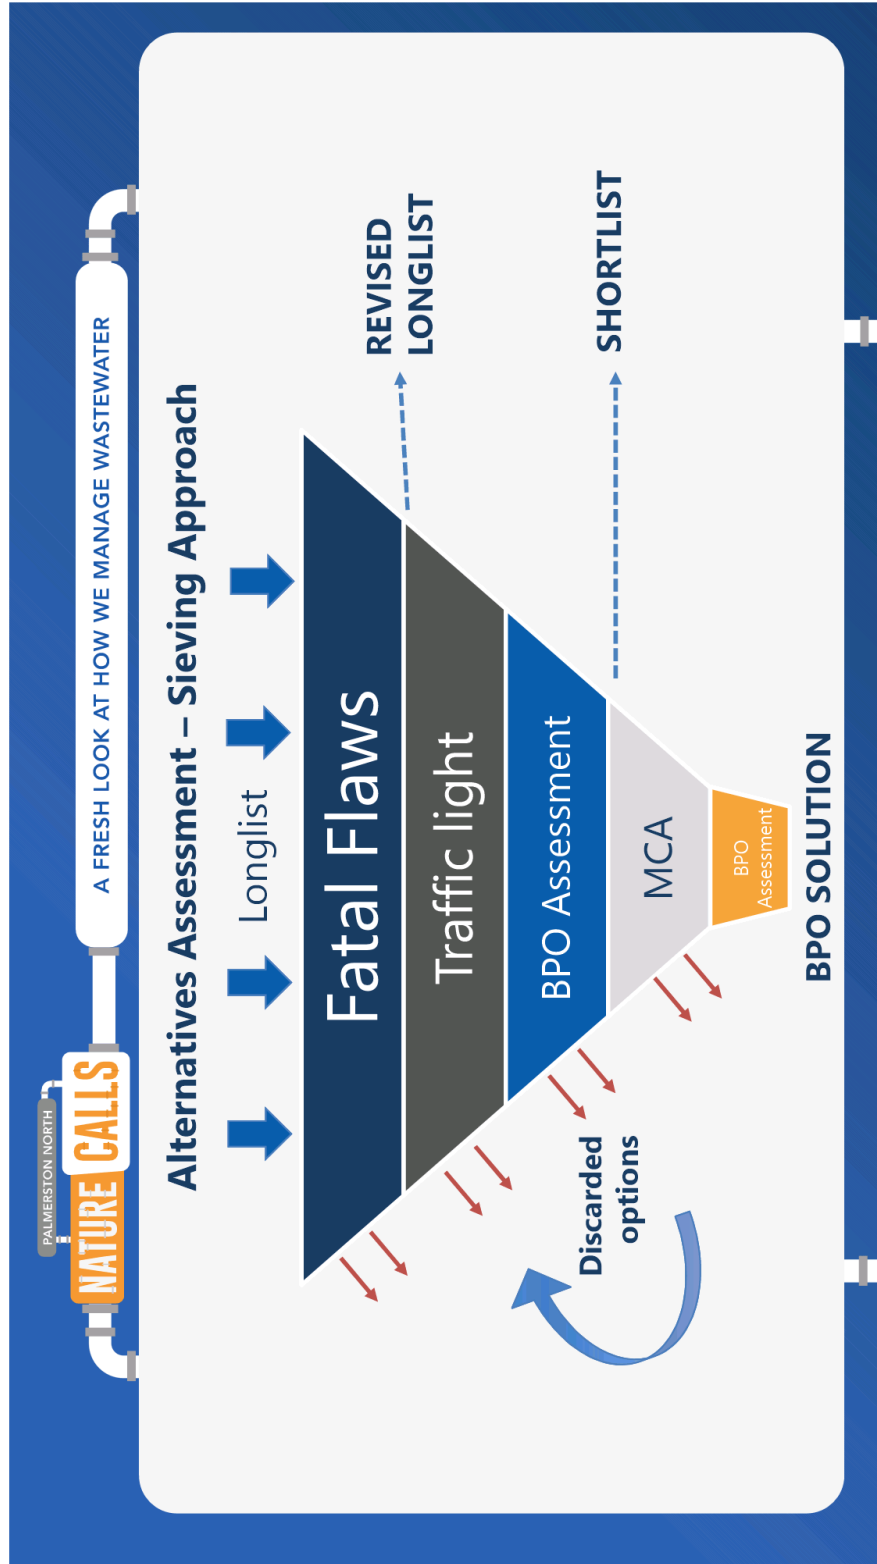 PALMERSTON NORTH
NATURE CALLS
A FRESH LOOK AT HOW WE MANAGE WASTEWATER
Alternatives Assessment – Sieving Approach
Longlist
Fatal Flaws
REVISED
LONGLIST
Traffic light
BPO Assessment
Discarded
options
SHORTLIST
MCA
BPO
Assessment
BPO SOLUTION